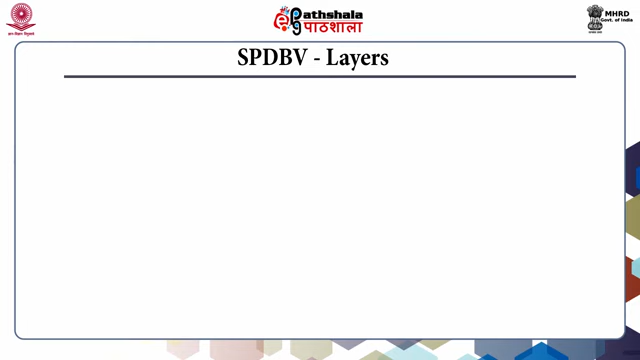 ePathshala
पाठशाला
MHRD
Govt. of India
SPDBV - Layers